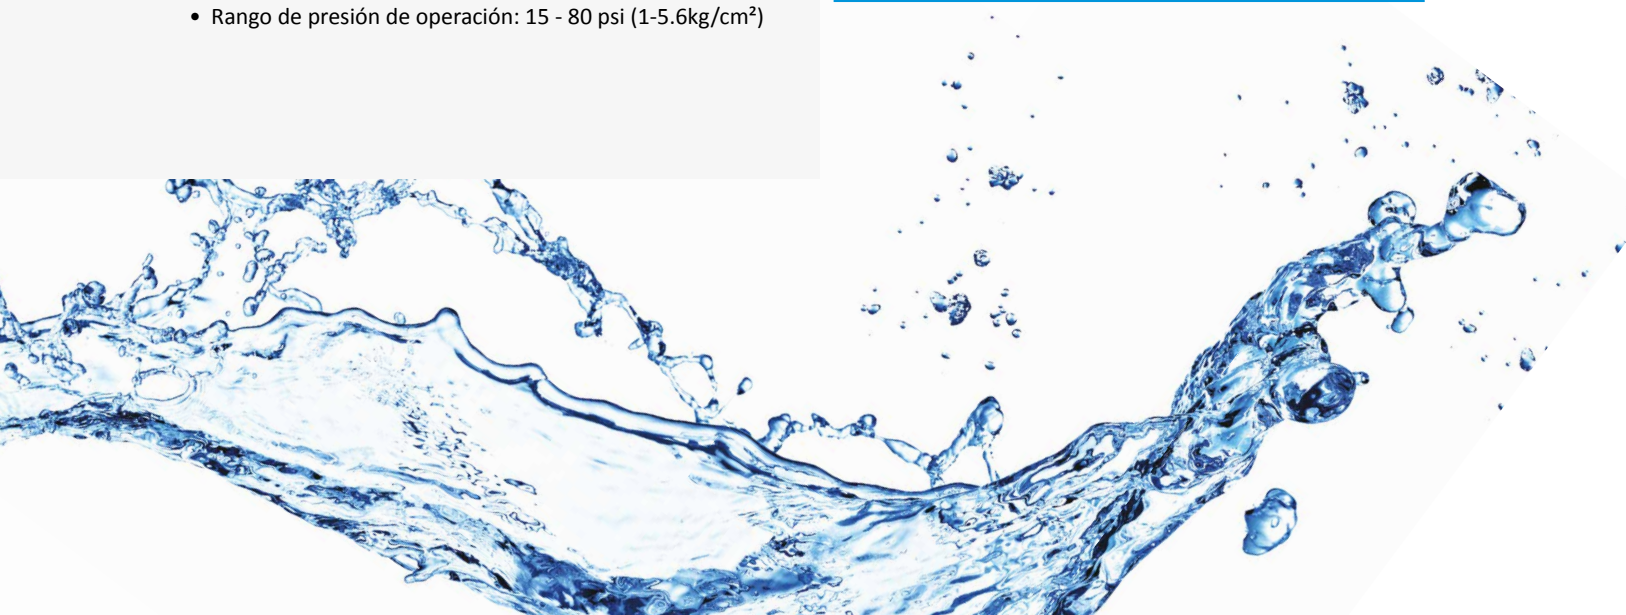 • Rango de presión de operación: 15 - 80 psi (1-5.6kg/cm²)